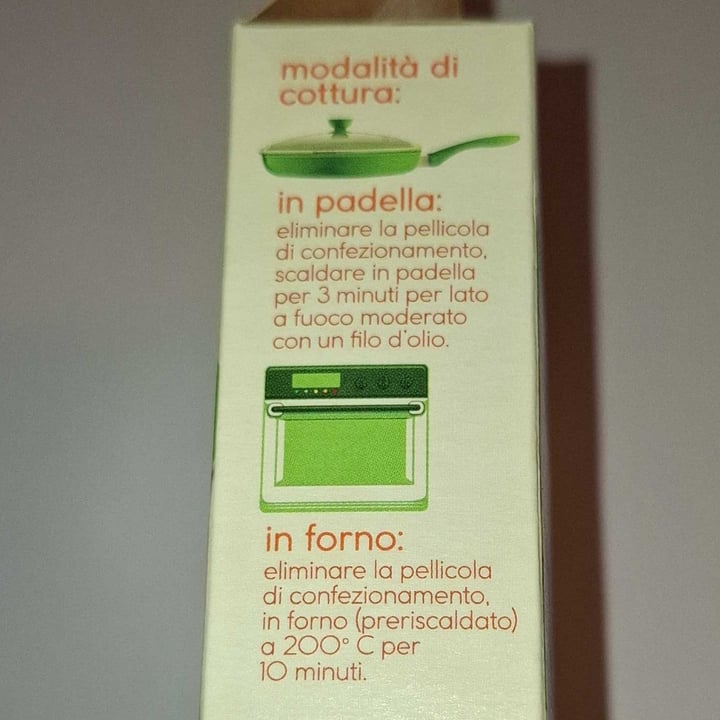 modalità di
cottura:
in padella:
eliminare la pellicola
di confezionamento,
scaldare in padella
per 3 minuti per lato
a fuoco moderato
con un filo d'olio.
in forno:
eliminare la pellicola
di confezionamento,
in forno (preriscaldato)
a 200° C per
10 minuti.